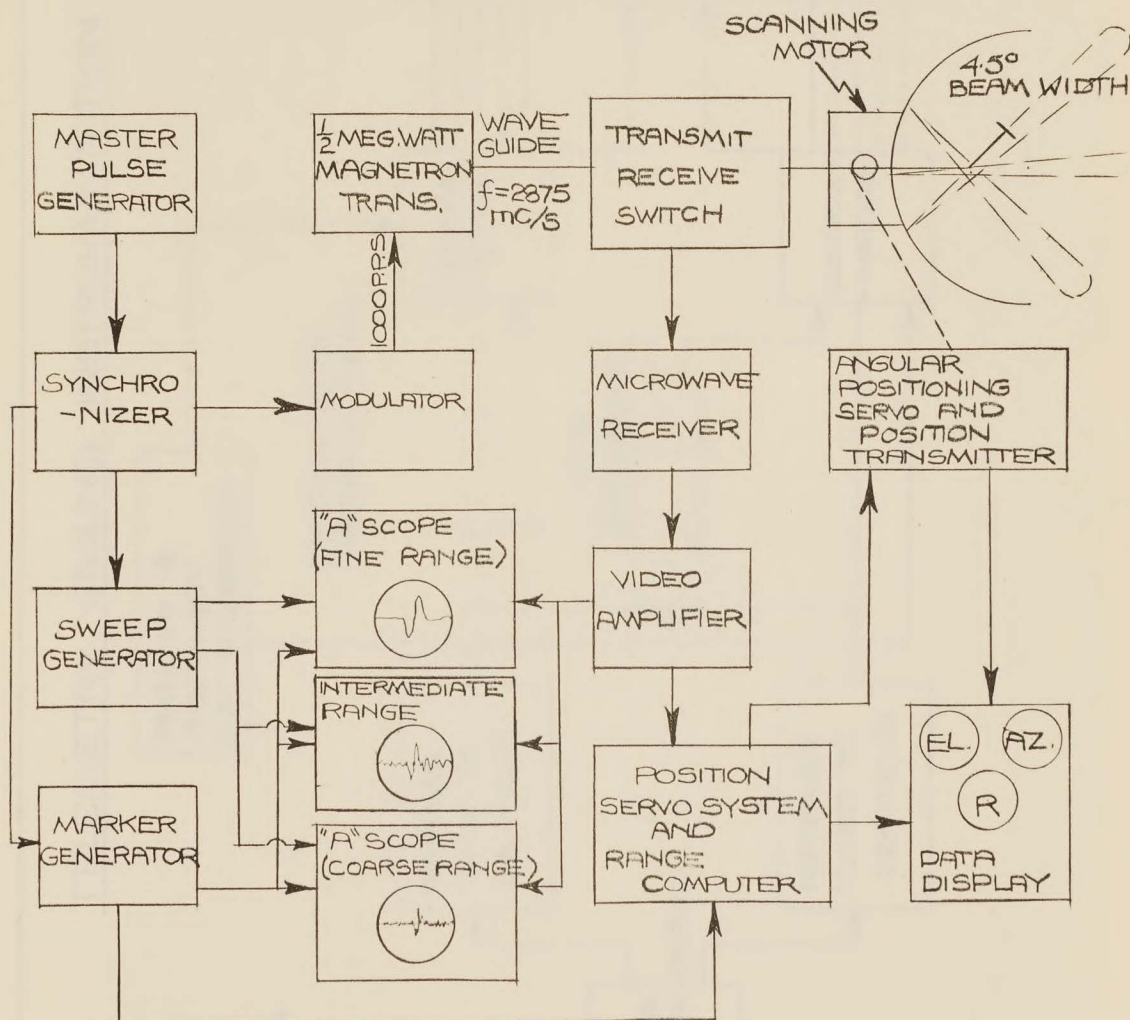 SCANNING
MOTOR
4.5°
BEAM WIDTH
MASTER
PULSE
GENERATOR
½ MEG.WATT
MAGNETRON
TRANS.
WAVE
GUIDE
f=2875
mc/s
TRANSMIT
RECEIVE
SWITCH
1000 P.P.S
SYNCHRO
-NIZER
MODULATOR
MICROWAVE
RECEIVER
ANGULAR
POSITIONING
SERVO AND
POSITION
TRANSMITTER
"A" SCOPE
(FINE RANGE)
VIDEO
AMPLIFIER
SWEEP
GENERATOR
INTERMEDIATE
RANGE
EL.
AZ.
R
DATA
DISPLAY
POSITION
SERVO SYSTEM
AND
RANGE
COMPUTER
MARKER
GENERATOR
"A" SCOPE
(COARSE RANGE)